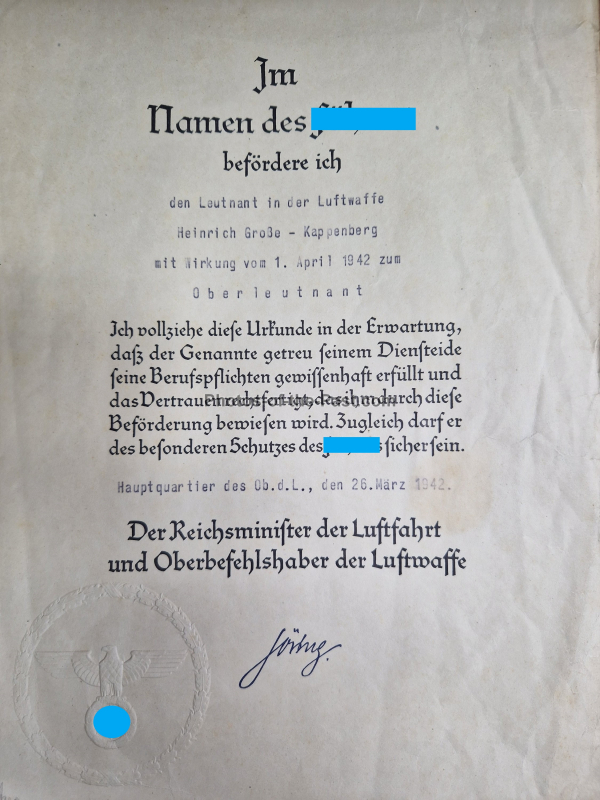 Im
Namen des
befördere ich
den Leutnant in der Luftwaffe
Heinrich Große - Kappenberg
mit Wirkung vom 1. April 1942 zum
Oberleutnant
Ich vollziehe diese Urkunde in der Erwartung,
daß der Genannte getreu seinem Diensteide
seine Berufspflichten gewissenhaft erfüllt und
das Vertrauen rechtfertigt, das ihm durch diese
Beförderung bewiesen wird. Zugleich darf er
des besonderen Schutzes des sicher sein.
Hauptquartier des Ob.d.L., den 26.März 1942.
Der Reichsminister der Luftfahrt
und Oberbefehlshaber der Luftwaffe
Göring.